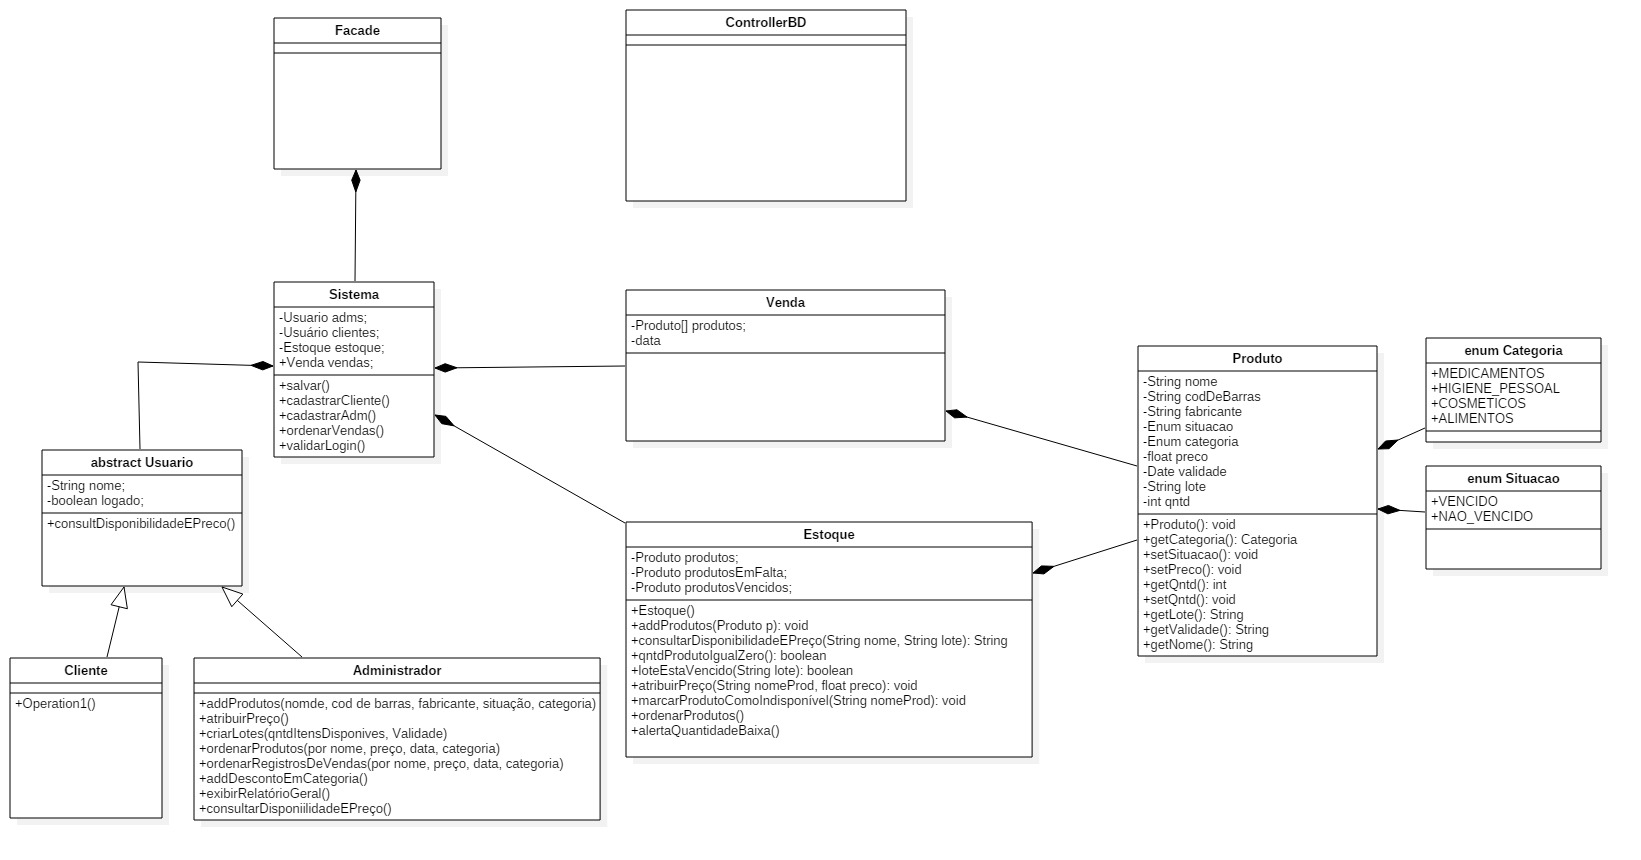 Facade
ControllerBD
Sistema
-Usuario adms;
-Usuário clientes;
-Estoque estoque;
+Venda vendas;
+salvar()
+cadastrarCliente()
+cadastrarAdm()
+ordenarVendas()
+validarLogin()
Venda
-Produto[] produtos;
-data
Produto
-String nome
-String codDeBarras
-String fabricante
-Enum situacao
-Enum categoria
-float preco
-Date validade
-String lote
-int qntd
+Produto(): void
+getCategoria(): Categoria
+setSituacao(): void
+setPreco(): void
+getQntd(): int
+setQntd(): void
+getLote(): String
+getValidade(): String
+getNome(): String
enum Categoria
+MEDICAMENTOS
+HIGIENE_PESSOAL
+COSMETICOS
+ALIMENTOS
enum Situacao
+VENCIDO
+NAO_VENCIDO
abstract Usuario
-String nome;
-boolean logado;
+consultDisponibilidadeEPreco()
Estoque
-Produto produtos;
-Produto produtosEmFalta;
-Produto produtosVencidos;
+Estoque()
+addProdutos(Produto p): void
+consultarDisponibilidadeEPreço(String nome, String lote): String
+qntdProdutoIgualZero(): boolean
+loteEstaVencido(String lote): boolean
+atribuirPreço(String nomeProd, float preco): void
+marcarProdutoComoIndisponível(String nomeProd): void
+ordenarProdutos()
+alertaQuantidadeBaixa()
Cliente
+Operation1()
Administrador
+addProdutos(nomde, cod de barras, fabricante, situação, categoria)
+atribuirPreço()
+criarLotes(qntdItensDisponives, Validade)
+ordenarProdutos(por nome, preço, data, categoria)
+ordenarRegistrosDeVendas(por nome, preço, data, categoria)
+addDescontoEmCategoria()
+exibirRelatórioGeral()
+consultarDisponiilidadeEPreço()